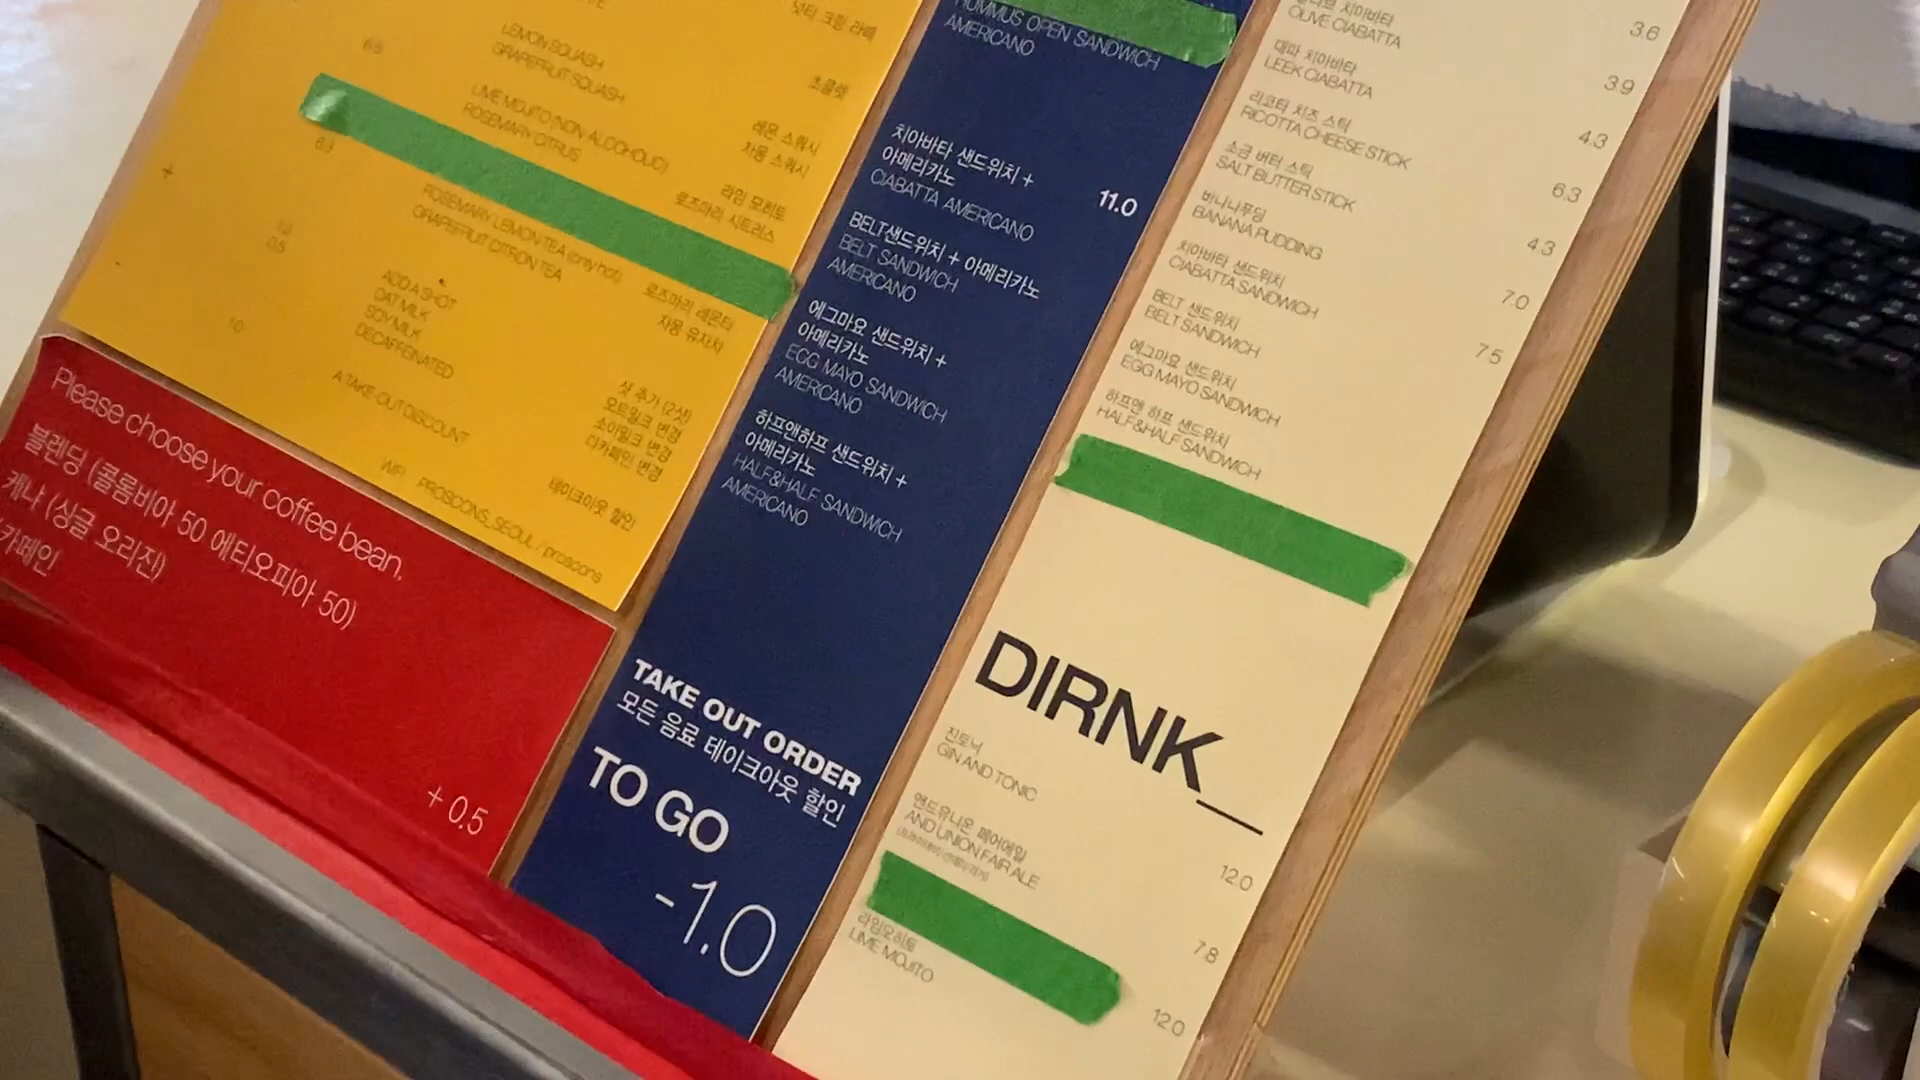 LEMON SQUASH
GRAPEFRUIT SQUASH
6.8
초콜렛
LIME MOJITO (NON ALCOHOLIC)
ROSEMARY CITRUS
레몬 스쿼시
자몽 스쿼시
6.3
라임 모히토
로즈마리 시트러스
+
ROSEMARY LEMON TEA (only hot)
GRAPEFRUIT CITRON TEA
로즈마리 레몬티
자몽 유자차
1.0
0.5
ADD A SHOT
OAT MILK
SOY MILK
DECAFFEINATED
1.0
샷 추가 (2샷)
오트밀크 변경
소이밀크 변경
디카페인 변경
A TAKE-OUT DISCOUNT
테이크아웃 할인
WIFI
PROSCONS_SEOUL / proscons
Please choose your coffee bean.
블렌딩 (콜롬비아 50 에티오피아 50)
케냐 (싱글 오리진)
카페인
+ 0.5
HUMMUS OPEN SANDWICH
AMERICANO
치아바타 샌드위치 +
아메리카노
CIABATTA AMERICANO
11.0
BELT샌드위치 + 아메리카노
BELT SANDWICH
AMERICANO
에그마요 샌드위치 +
아메리카노
EGG MAYO SANDWICH
AMERICANO
하프앤하프 샌드위치 +
아메리카노
HALF&HALF SANDWICH
AMERICANO
TAKE OUT ORDER
모든 음료 테이크아웃 할인
TO GO
-1.0
OLIVE CIABATTA
3.6
대파 치아바타
LEEK CIABATTA
3.9
리코타 치즈 스틱
RICOTTA CHEESE STICK
4.3
소금 버터 스틱
SALT BUTTER STICK
6.3
바나나푸딩
BANANA PUDDING
4.3
치아바타 샌드위치
CIABATTA SANDWICH
7.0
BELT 샌드위치
BELT SANDWICH
7.5
에그마요 샌드위치
EGG MAYO SANDWICH
하프앤 하프 샌드위치
HALF&HALF SANDWICH
DIRNK_
진토닉
GIN AND TONIC
12.0
앤드유니온 페어에일
AND UNION FAIR ALE
7.8
라임모히토
LIME MOJITO
12.0